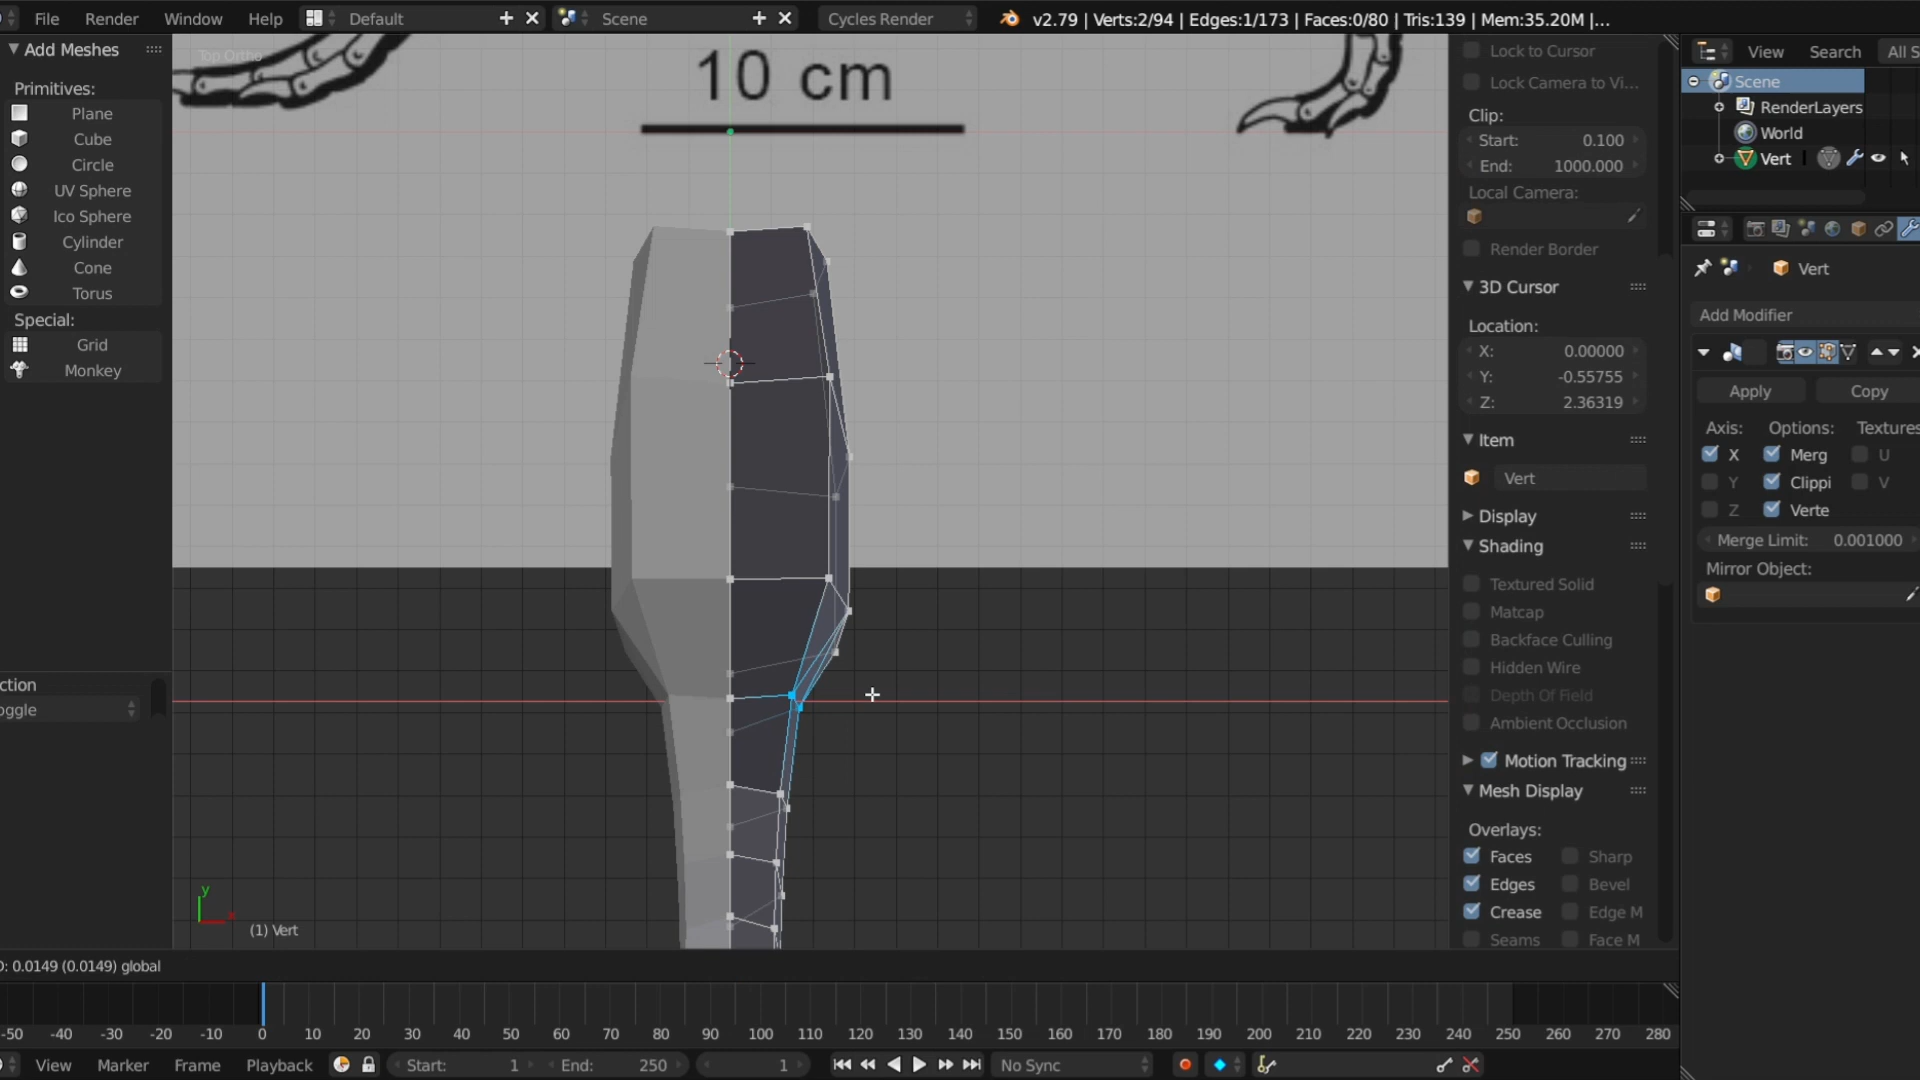 File Render Window Help Default Scene Cycles Render v2.79 | Verts:2/94 | Edges:1/173 | Faces:0/80 | Tris:139 | Mem:35.20M |...
Add Meshes
Primitives:
Plane
Cube
Circle
UV Sphere
Ico Sphere
Cylinder
Cone
Torus
Special:
Grid
Monkey
ction
oggle
Top Ortho
10 cm
y
x
(1) Vert
D: 0.0149 (0.0149) global
Lock to Cursor
Lock Camera to Vi...
Clip:
Start: 0.100
End: 1000.000
Local Camera:
Render Border
3D Cursor
Location:
X: 0.00000
Y: -0.55755
Z: 2.36319
Item
Vert
Display
Shading
Textured Solid
Matcap
Backface Culling
Hidden Wire
Depth Of Field
Ambient Occlusion
Motion Tracking
Mesh Display
Overlays:
Faces Sharp
Edges Bevel
Crease Edge M
Seams Face M
View Search All S
Scene
RenderLayers
World
Vert
Vert
Add Modifier
Apply Copy
Axis: Options: Textures
X Merg U
Y Clippi V
Z Verte
Merge Limit: 0.001000
Mirror Object:
-50 -40 -30 -20 -10 0 10 20 30 40 50 60 70 80 90 100 110 120 130 140 150 160 170 180 190 200 210 220 230 240 250 260 270 280
View Marker Frame Playback Start: 1 End: 250 1 No Sync